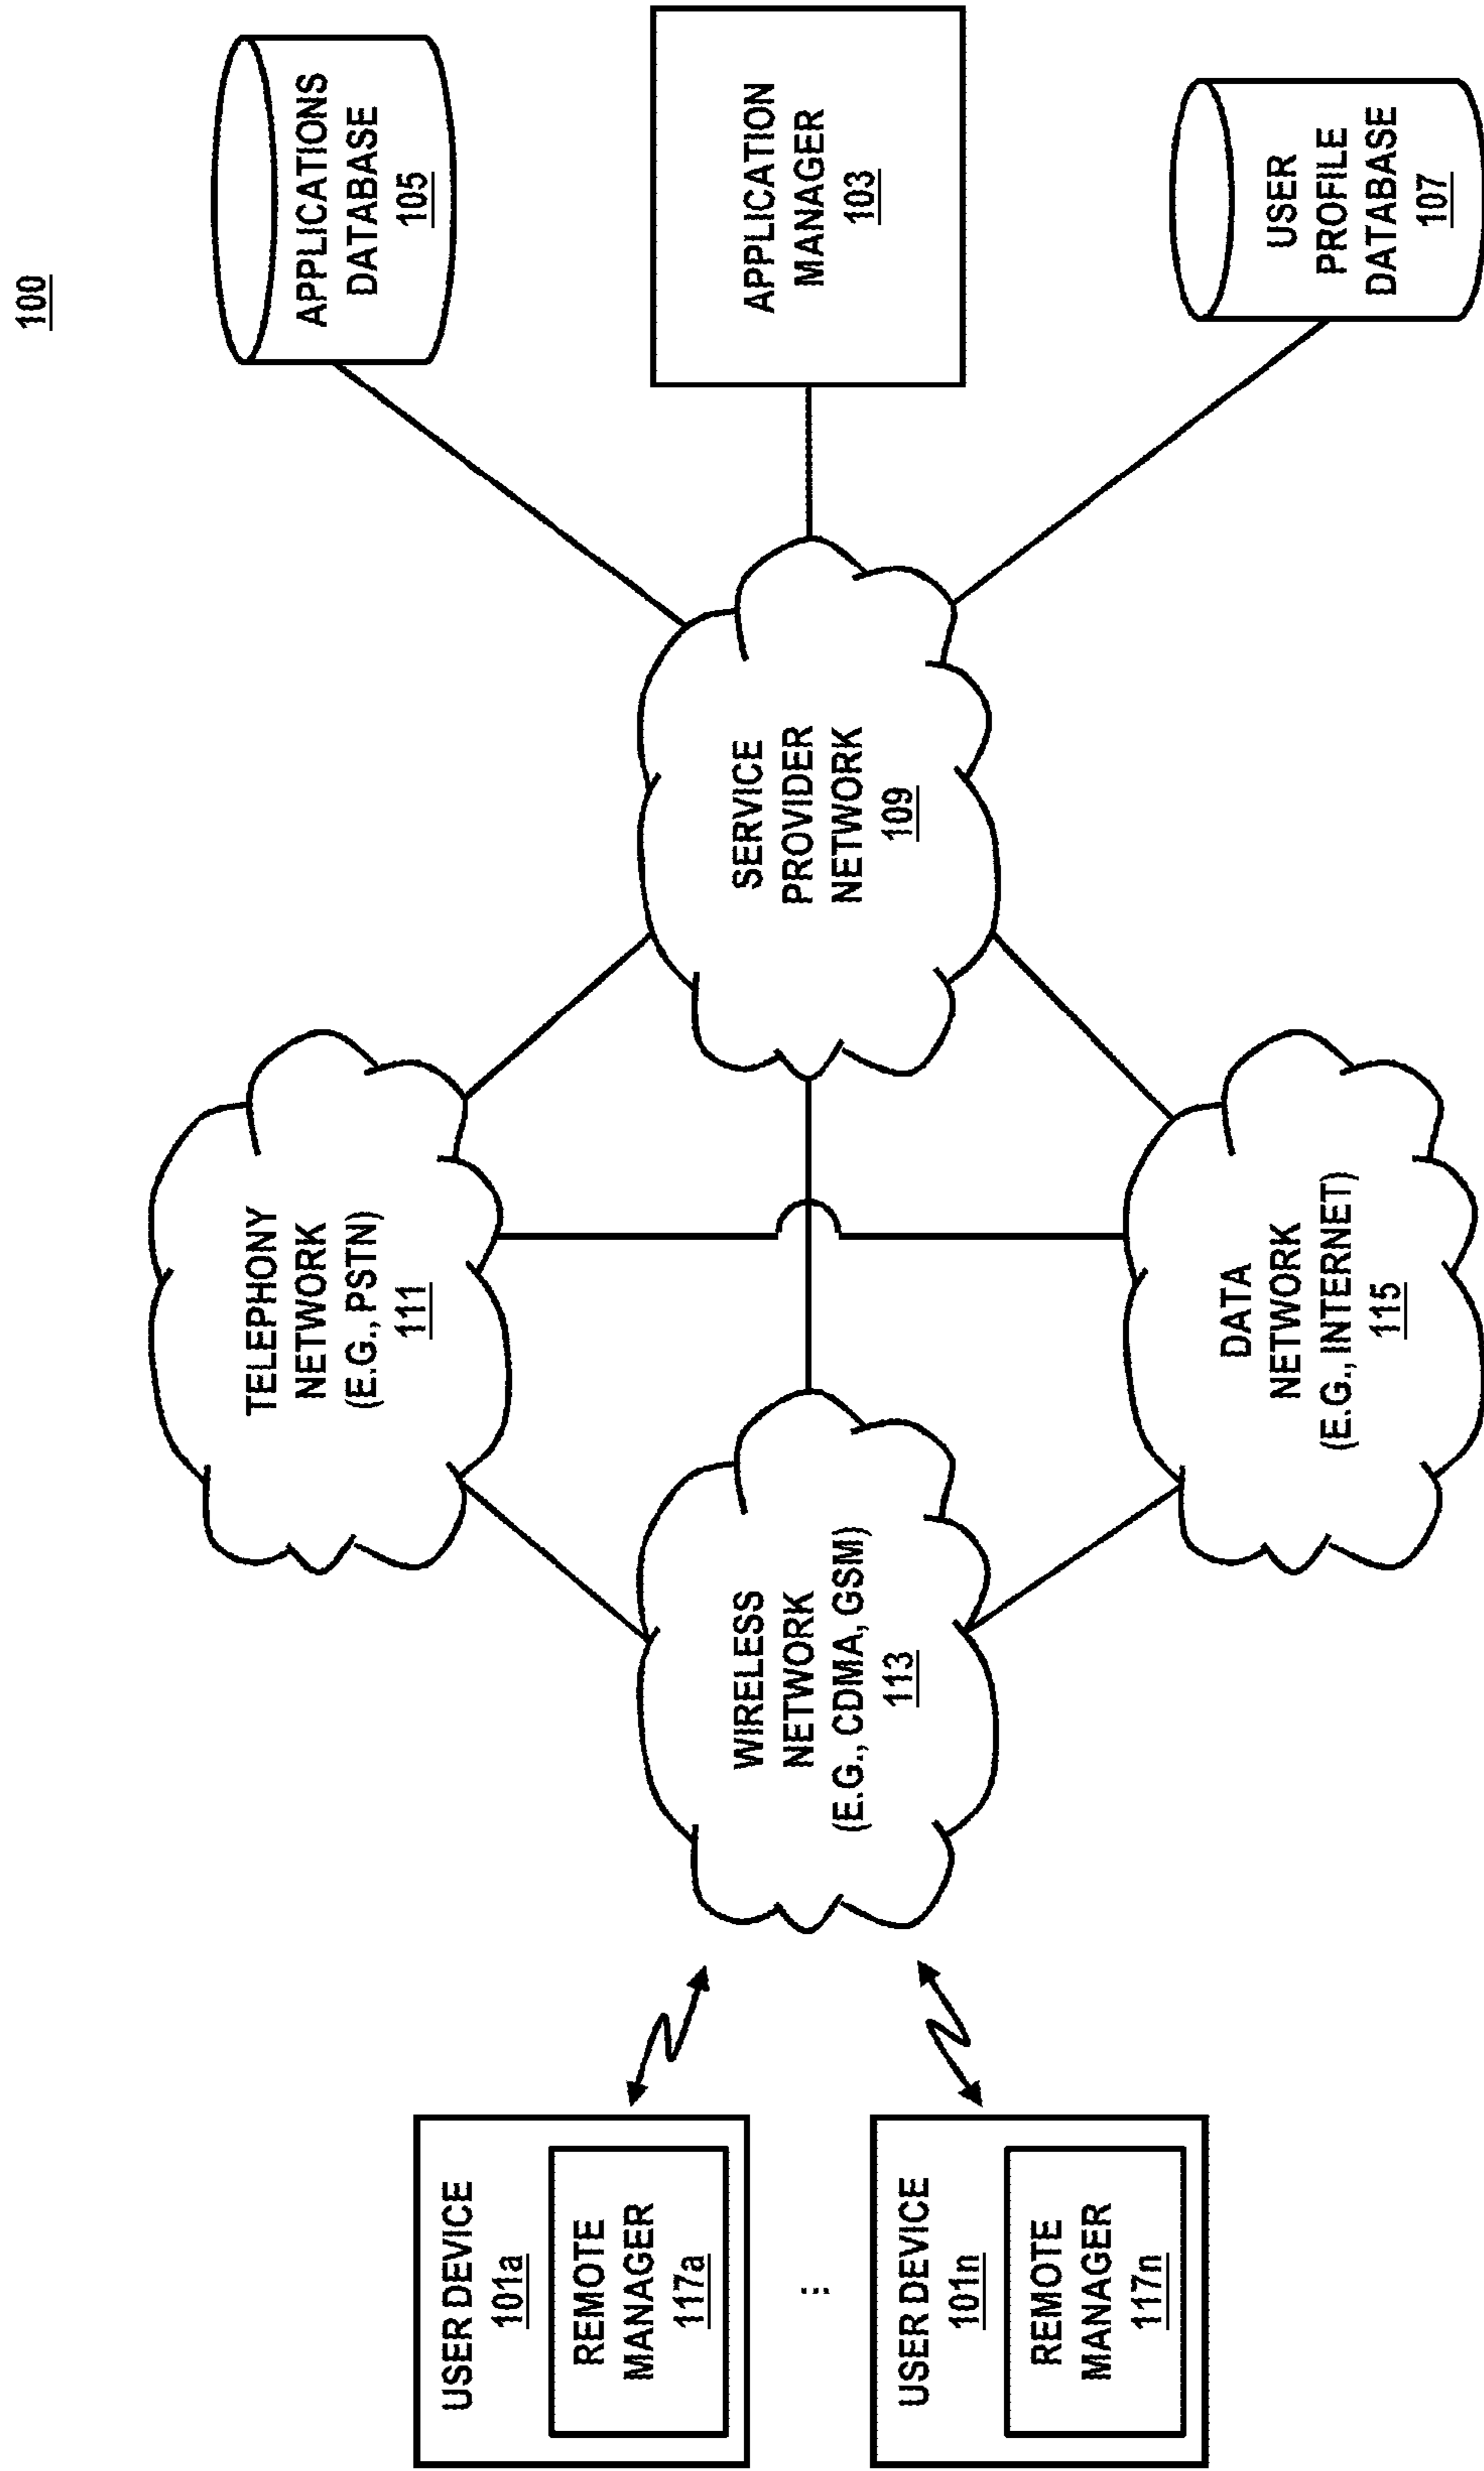 100
USER DEVICE
101a
REMOTE
MANAGER
117a
...
USER DEVICE
101n
REMOTE
MANAGER
117n
TELEPHONY
NETWORK
(E.G., PSTN)
111
WIRELESS
NETWORK
(E.G., CDMA, GSM)
113
DATA
NETWORK
(E.G., INTERNET)
115
SERVICE
PROVIDER
NETWORK
109
APPLICATIONS
DATABASE
105
APPLICATION
MANAGER
103
USER
PROFILE
DATABASE
107